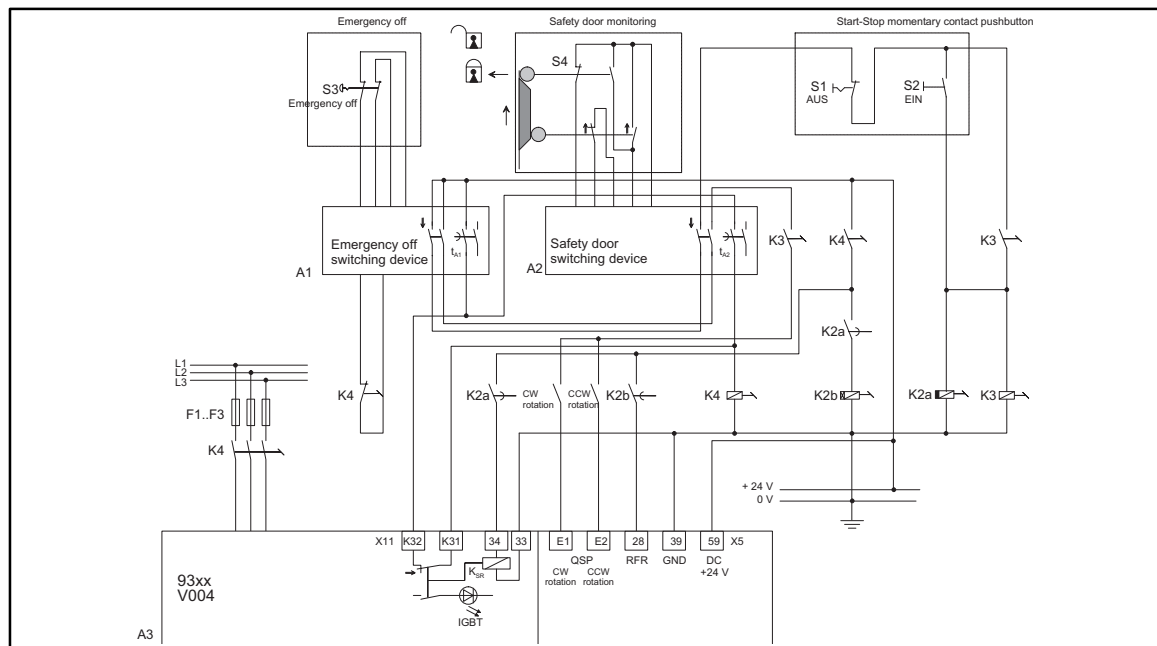 Emergency off
Safety door monitoring
Start-Stop momentary contact pushbutton
S3
Emergency off
S4
S1
AUS
S2
EIN
Emergency off
switching device
tA1
A1
Safety door
switching device
tA2
A2
K3
K4
K3
K2a
L1
L2
L3
F1..F3
K4
K4
K2a
CW
rotation
CCW
rotation
K2b
K4
K2b
K2a
K3
+ 24 V
0 V
X11
K32
K31
34
33
E1
E2
28
39
59
X5
QSP
CW
rotation
CCW
rotation
RFR
GND
DC
+24 V
93xx
V004
KSR
IGBT
A3